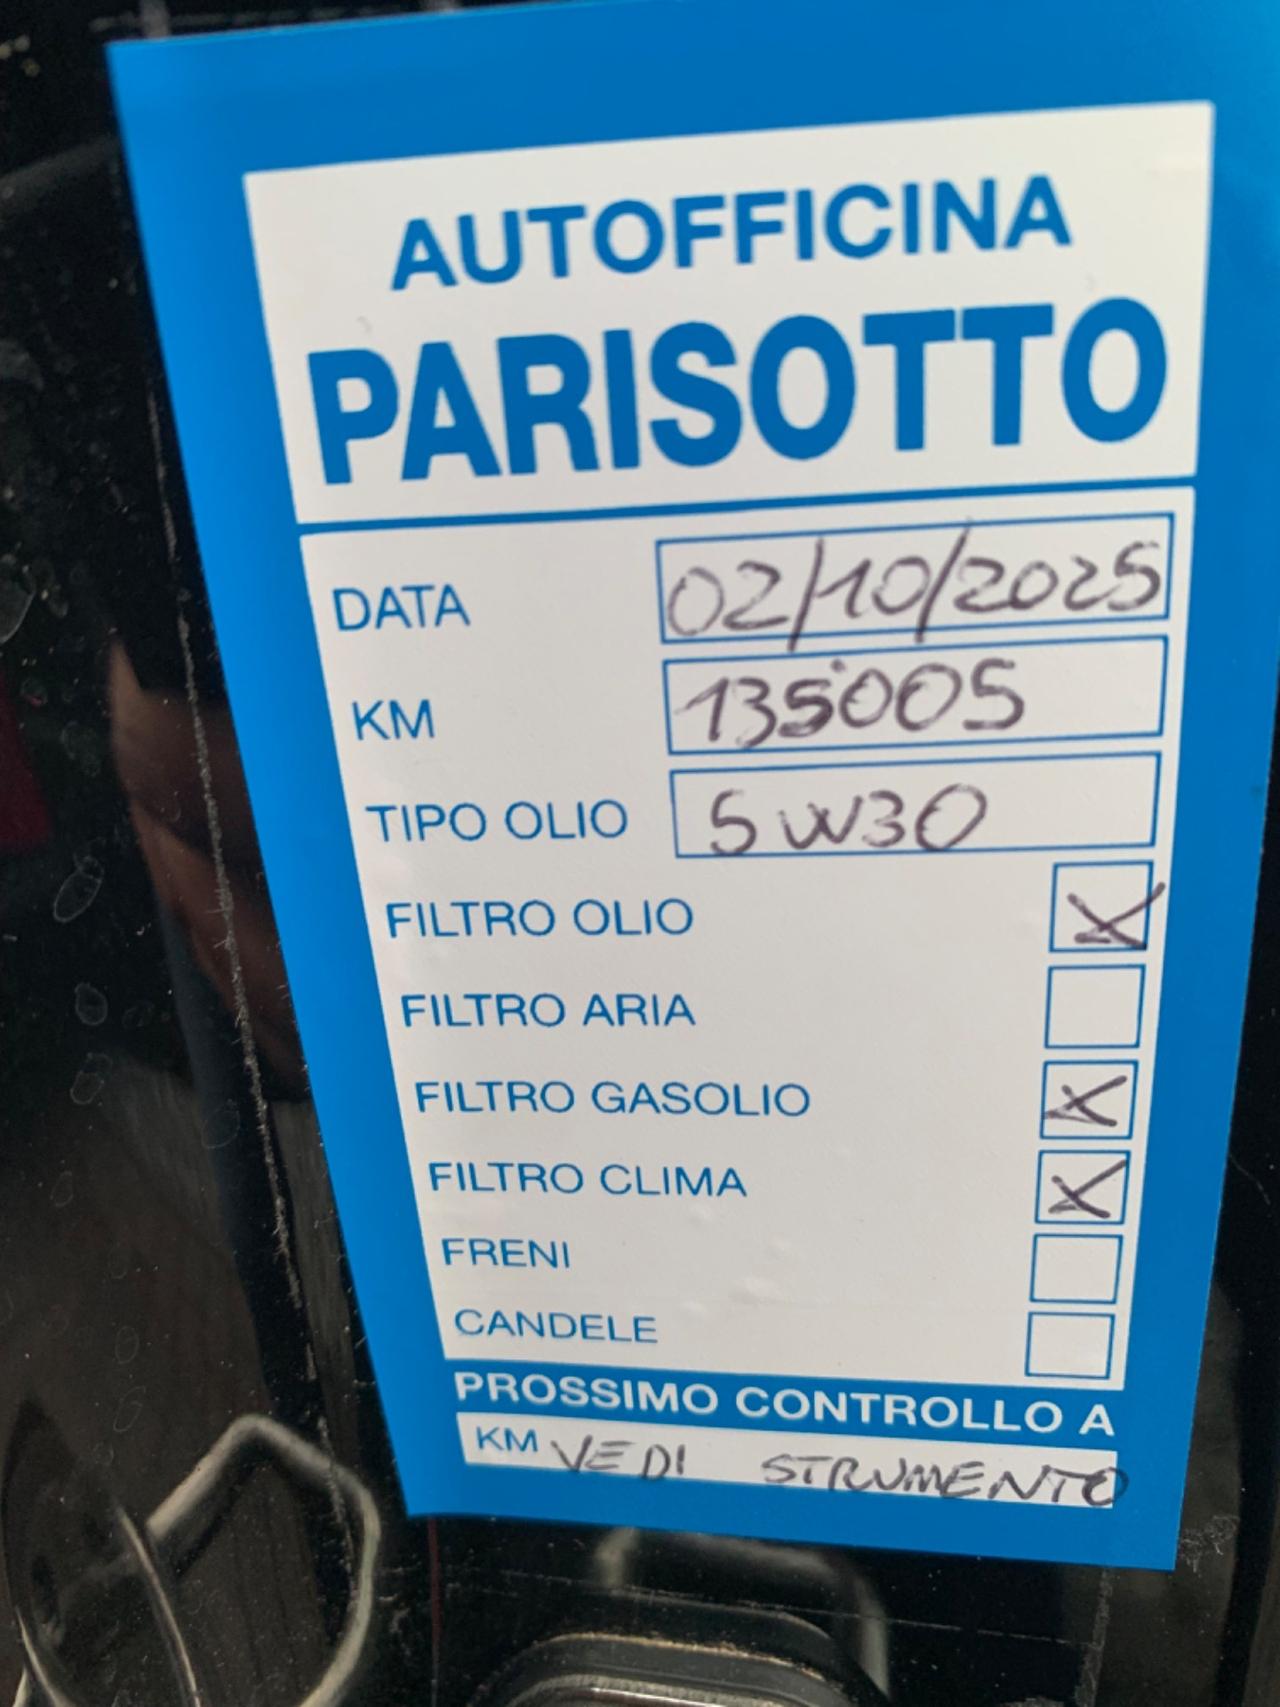 AUTOFFICINA
PARISOTTO
DATA 02/10/2025
KM 135005
TIPO OLIO 5W30
FILTRO OLIO X
FILTRO ARIA
FILTRO GASOLIO X
FILTRO CLIMA X
FRENI
CANDELE
PROSSIMO CONTROLLO A
KM VEDI STRUMENTO